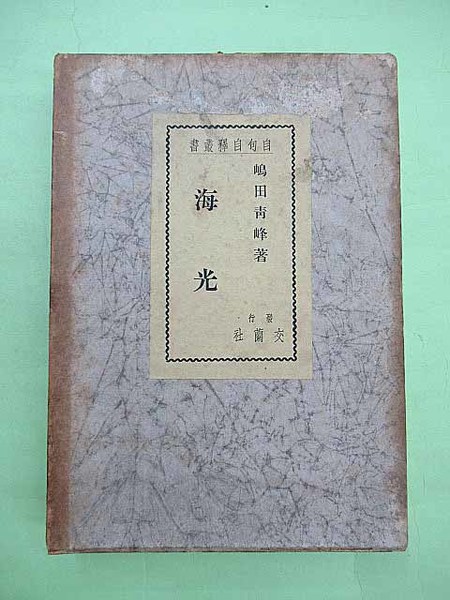 自句自釋叢書
嶋田青峰著
海光
發行
交蘭社